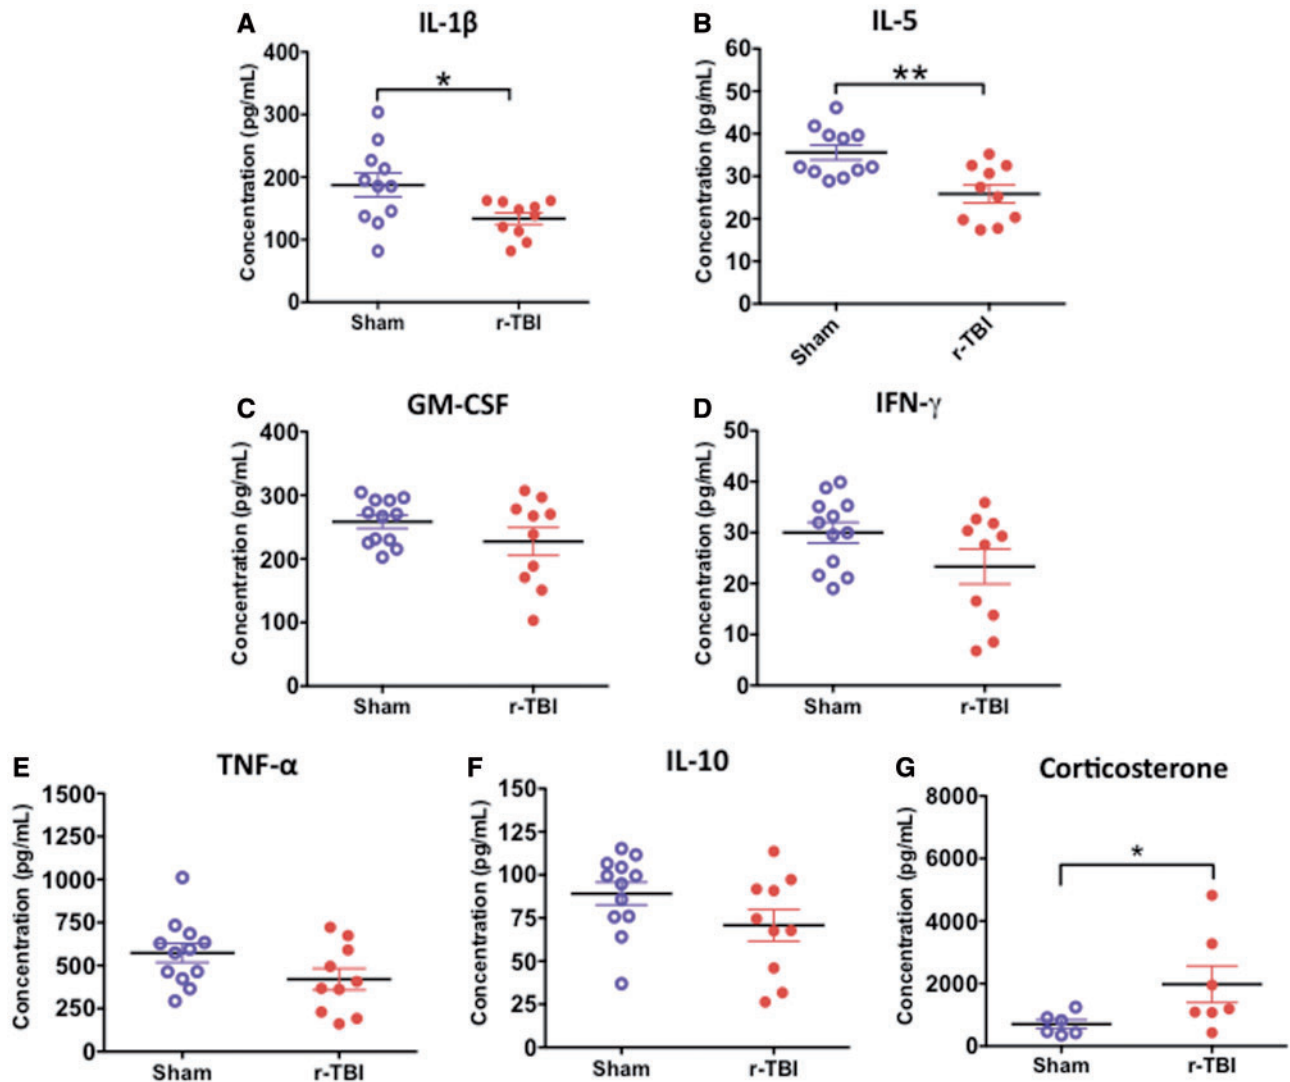 A
IL-1β
Concentration (pg/mL)
400
300
200
100
0
*
Sham
r-TBI
B
IL-5
Concentration (pg/mL)
60
50
40
30
20
10
0
**
Sham
r-TBI
C
GM-CSF
Concentration (pg/mL)
400
300
200
100
0
Sham
r-TBI
D
IFN-γ
Concentration (pg/mL)
50
40
30
20
10
0
Sham
r-TBI
E
TNF-α
Concentration (pg/mL)
1500
1250
1000
750
500
250
0
Sham
r-TBI
F
IL-10
Concentration (pg/mL)
150
125
100
75
50
25
0
Sham
r-TBI
G
Corticosterone
Concentration (pg/mL)
8000
6000
4000
2000
0
*
Sham
r-TBI